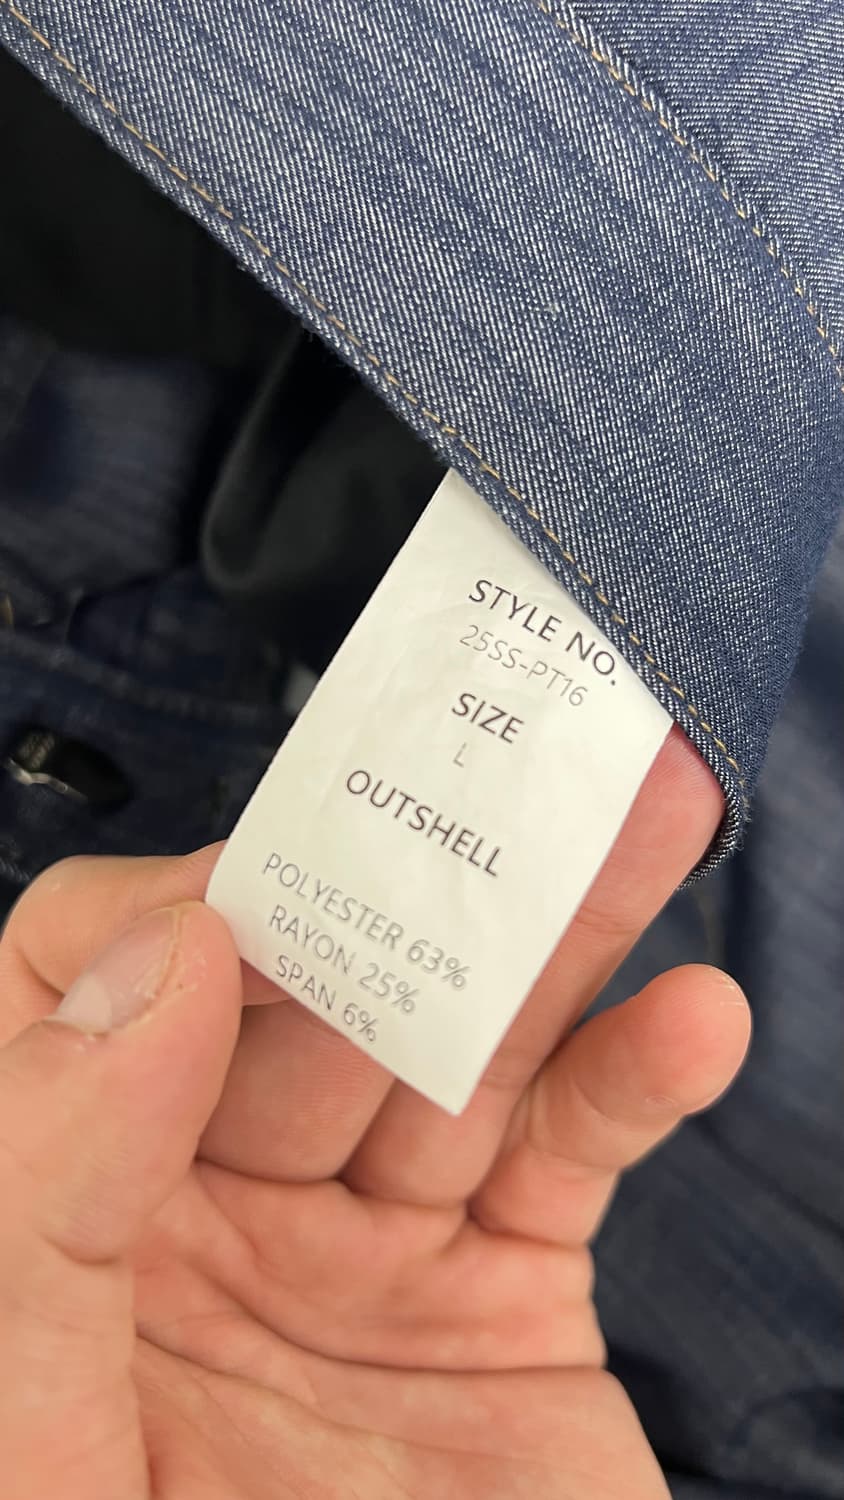 STYLE NO.
25SS-PT16
SIZE
L
OUTSHELL
POLYESTER 63%
RAYON 25%
SPAN 6%